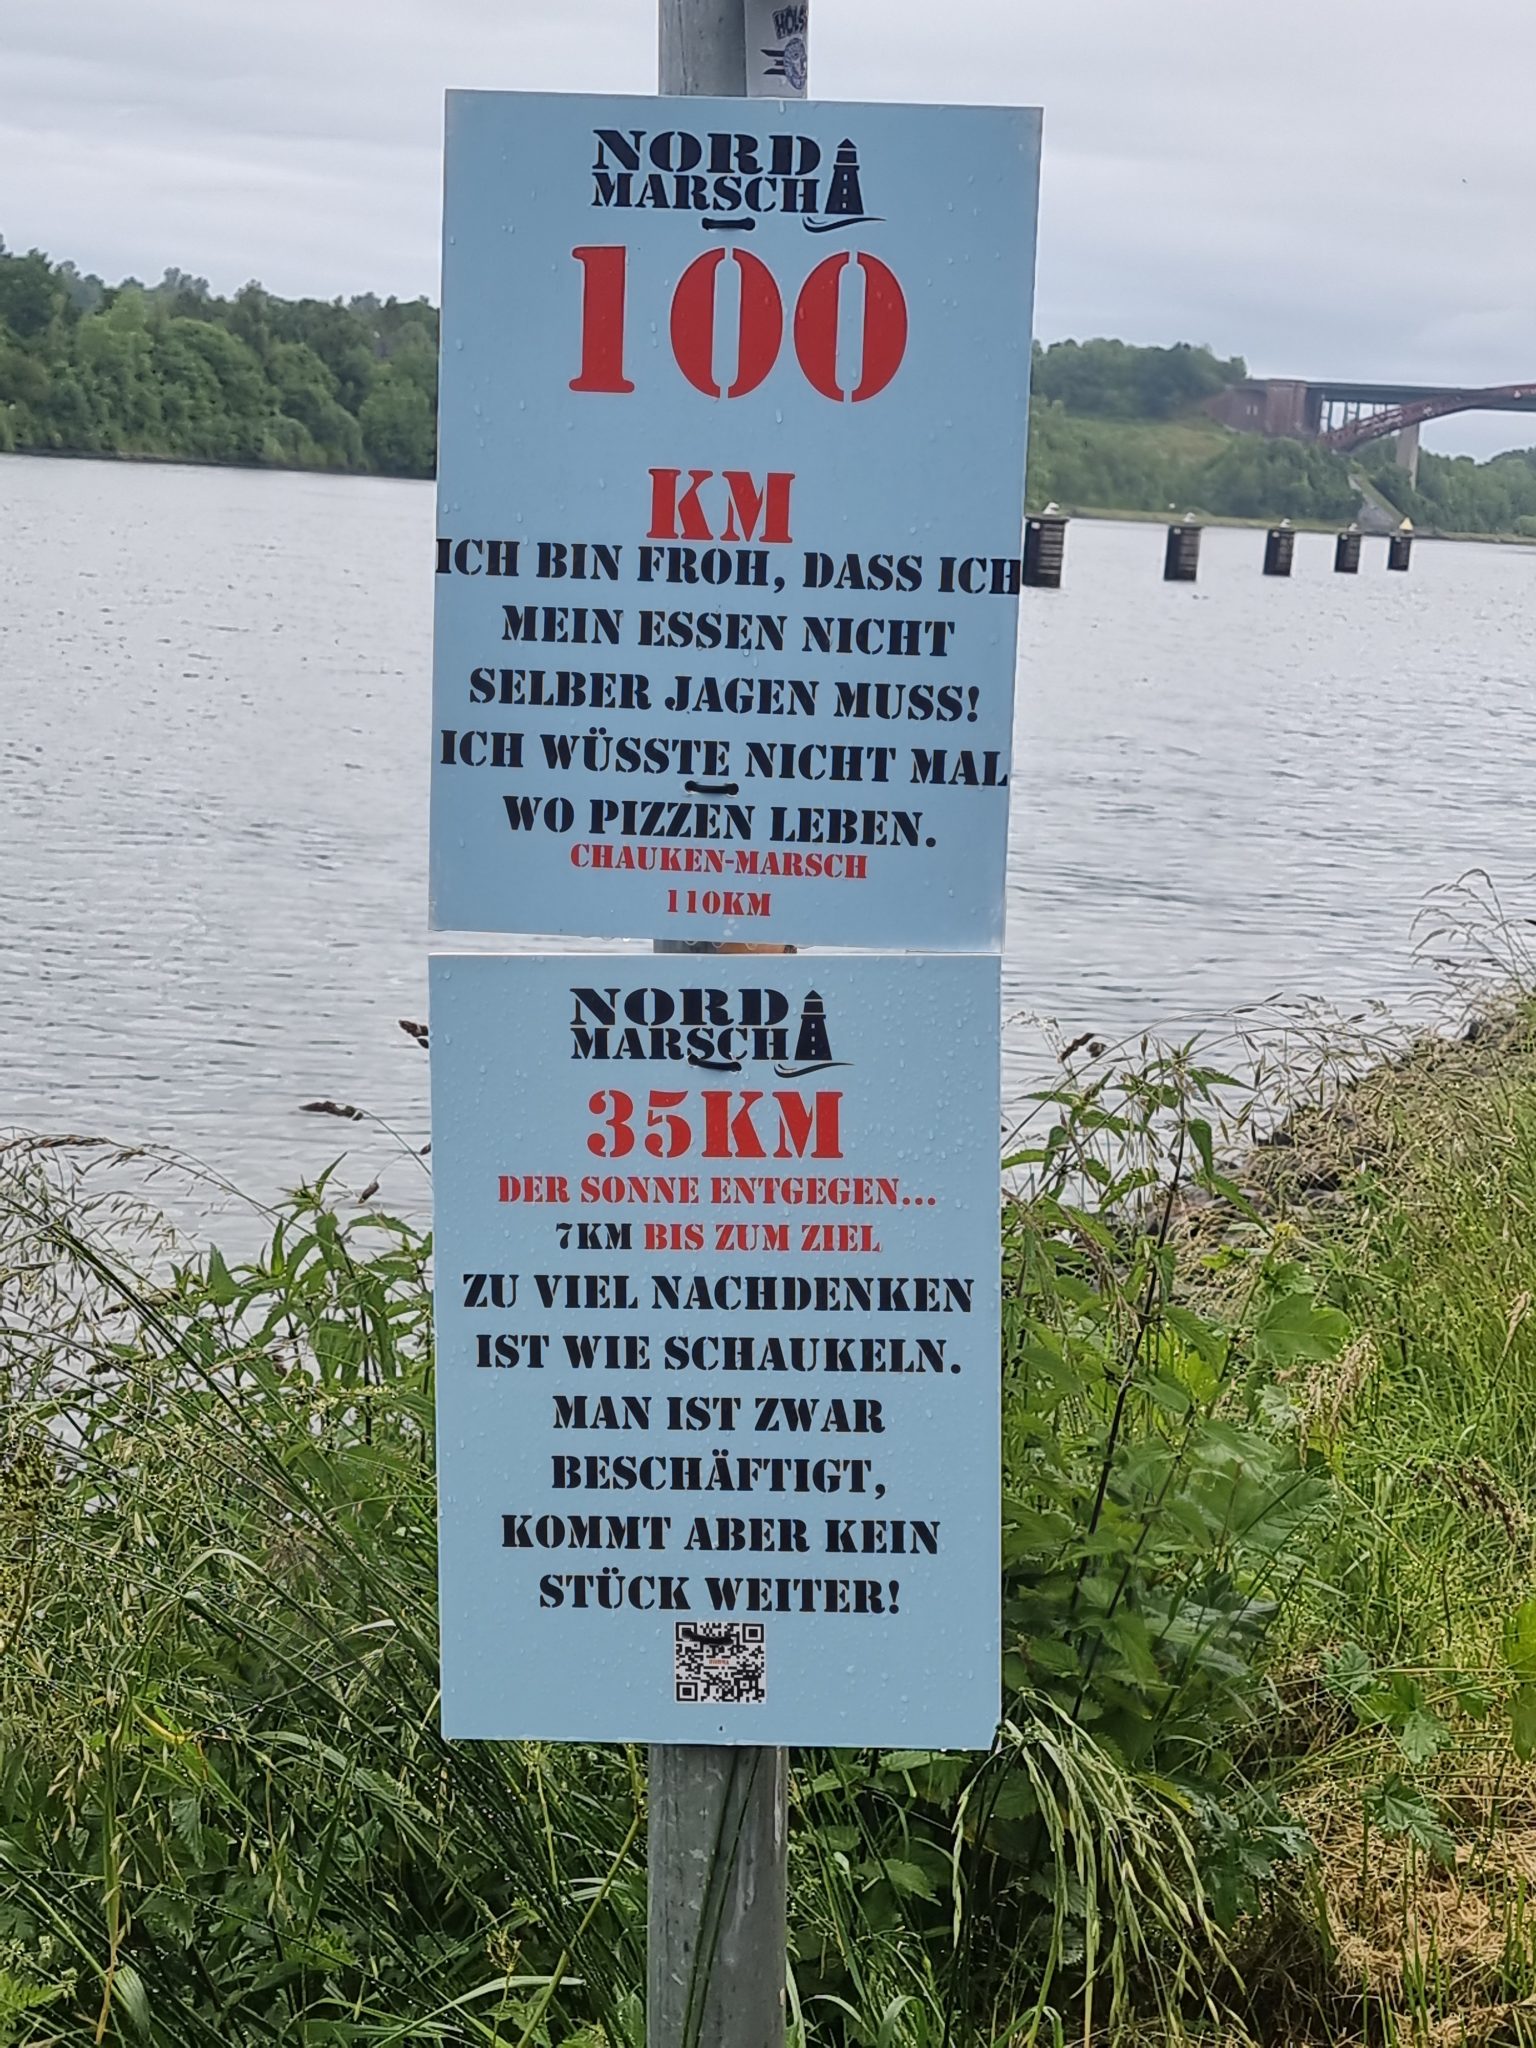 HOLS
NORD
MARSCH
100
KM
ICH BIN FROH, DASS ICH
MEIN ESSEN NICHT
SELBER JAGEN MUSS!
ICH WÜSSTE NICHT MAL
WO PIZZEN LEBEN.
CHAUKEN-MARSCH
110KM
NORD
MARSCH
35KM
DER SONNE ENTGEGEN...
7KM BIS ZUM ZIEL
ZU VIEL NACHDENKEN
IST WIE SCHAUKELN.
MAN IST ZWAR
BESCHÄFTIGT,
KOMMT ABER KEIN
STÜCK WEITER!
4